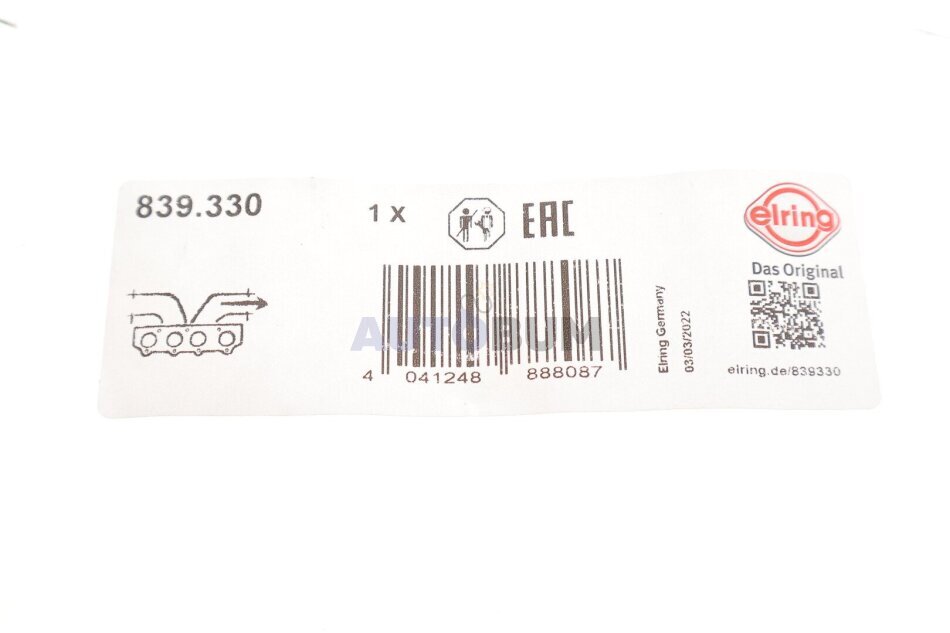 839.330
1 X
EAC
elring
Das Original
AUTOBUM
4 041248 888087
Elring Germany
03/03/2022
elring.de/839330